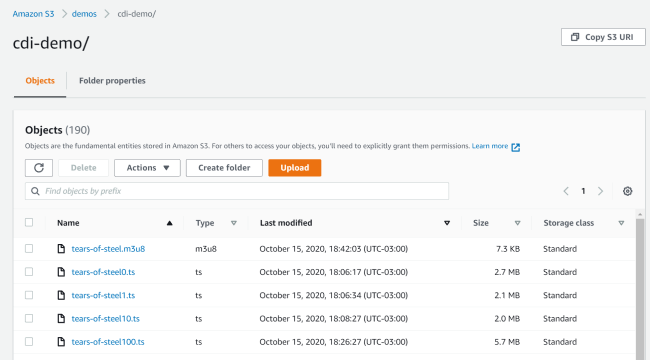 Amazon S3 > demos > cdi-demo/
cdi-demo/
Copy S3 URI
Objects Folder properties
Objects (190)
Objects are the fundamental entities stored in Amazon S3. For others to access your objects, you'll need to explicitly grant them permissions. Learn more
Delete Actions Create folder Upload
Find objects by prefix
< 1 >
Name Type Last modified Size Storage class
tears-of-steel.m3u8 m3u8 October 15, 2020, 18:42:03 (UTC-03:00) 7.3 KB Standard
tears-of-steel0.ts ts October 15, 2020, 18:06:17 (UTC-03:00) 2.7 MB Standard
tears-of-steel1.ts ts October 15, 2020, 18:06:34 (UTC-03:00) 2.1 MB Standard
tears-of-steel10.ts ts October 15, 2020, 18:08:27 (UTC-03:00) 2.0 MB Standard
tears-of-steel100.ts ts October 15, 2020, 18:26:27 (UTC-03:00) 5.7 MB Standard